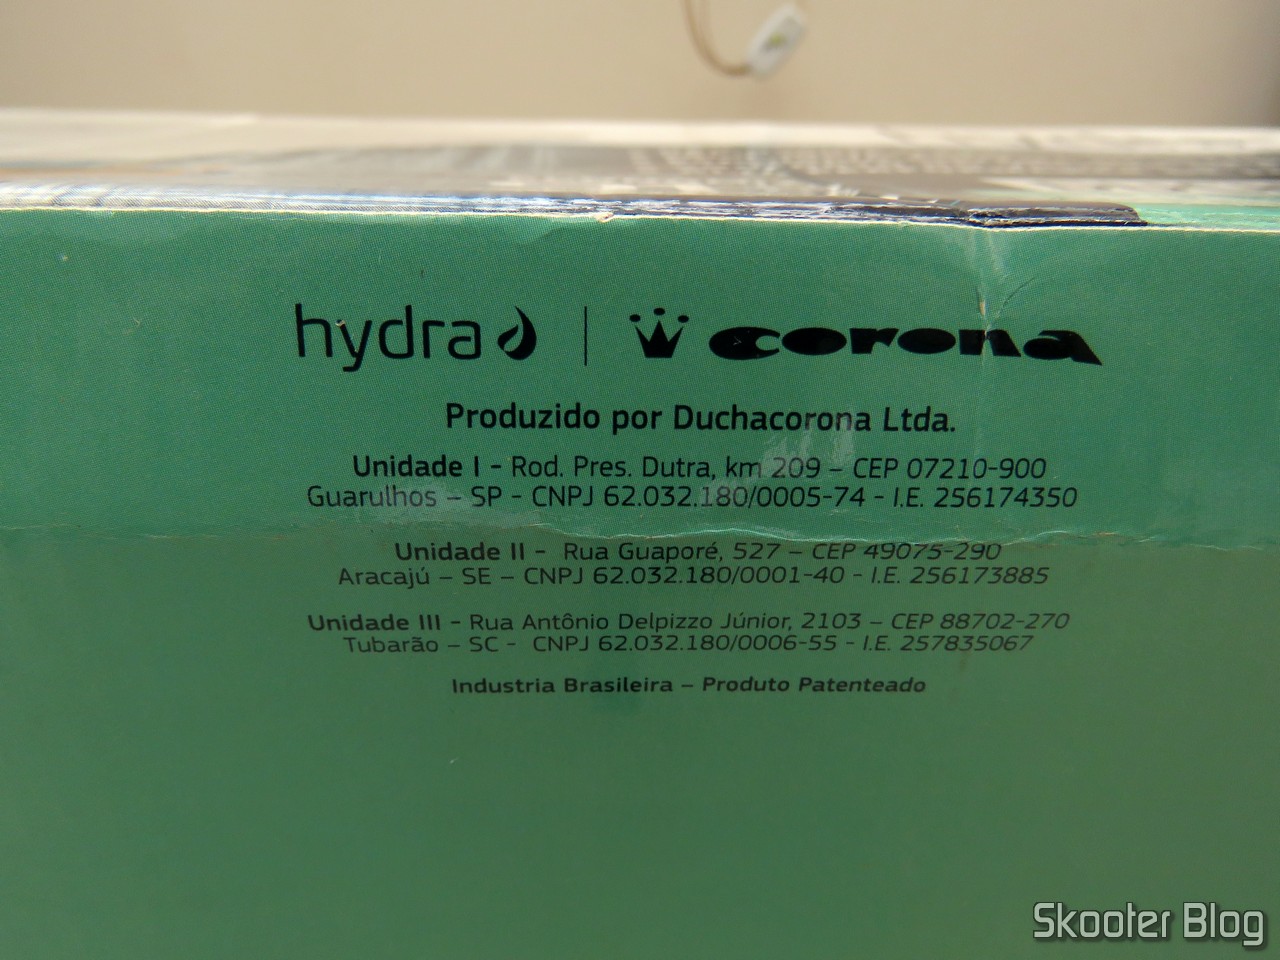 hydra | corona
Produzido por Duchacorona Ltda.
Unidade I - Rod. Pres. Dutra, km 209 – CEP 07210-900
Guarulhos – SP - CNPJ 62.032.180/0005-74 - I.E. 256174350
Unidade II - Rua Guaporé, 527 – CEP 49075-290
Aracajú – SE – CNPJ 62.032.180/0001-40 - I.E. 256173885
Unidade III - Rua Antônio Delpizzo Júnior, 2103 – CEP 88702-270
Tubarão – SC - CNPJ 62.032.180/0006-55 - I.E. 257835067
Industria Brasileira – Produto Patenteado
Skooter Blog